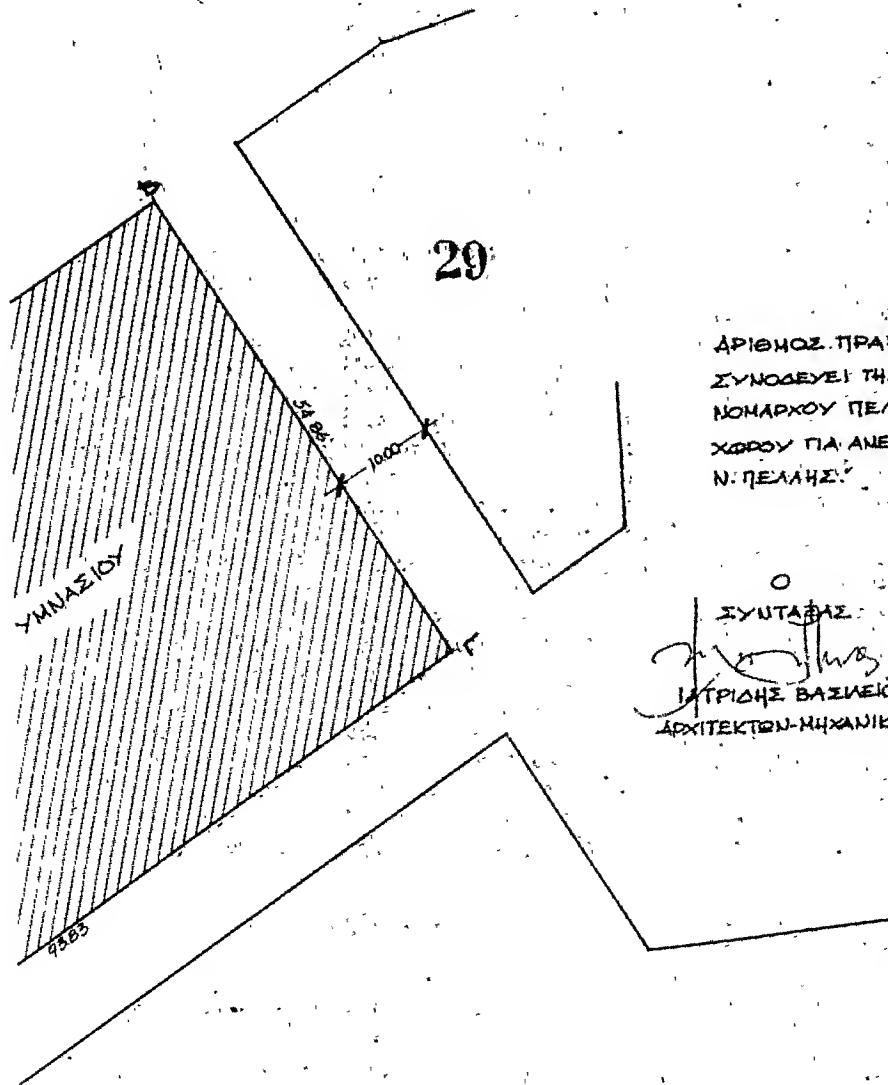 Β
29
54.86
10.00
ΥΜΝΑΣΙΟΥ
Γ
93.83
ΑΡΙΘΜΟΣ ΠΡΑ
ΣΥΝΟΔΕΥΕΙ ΤΗ
ΝΟΜΑΡΧΟΥ ΠΕΛ
ΧΩΡΟΥ ΓΙΑ ΑΝΕ
Ν. ΠΕΛΛΗΣ.
Ο
ΣΥΝΤΑΞΑΣ
ΙΑΤΡΙΔΗΣ ΒΑΣΙΛΕΙΟ
ΑΡΧΙΤΕΚΤΩΝ-ΜΗΧΑΝΙΚ